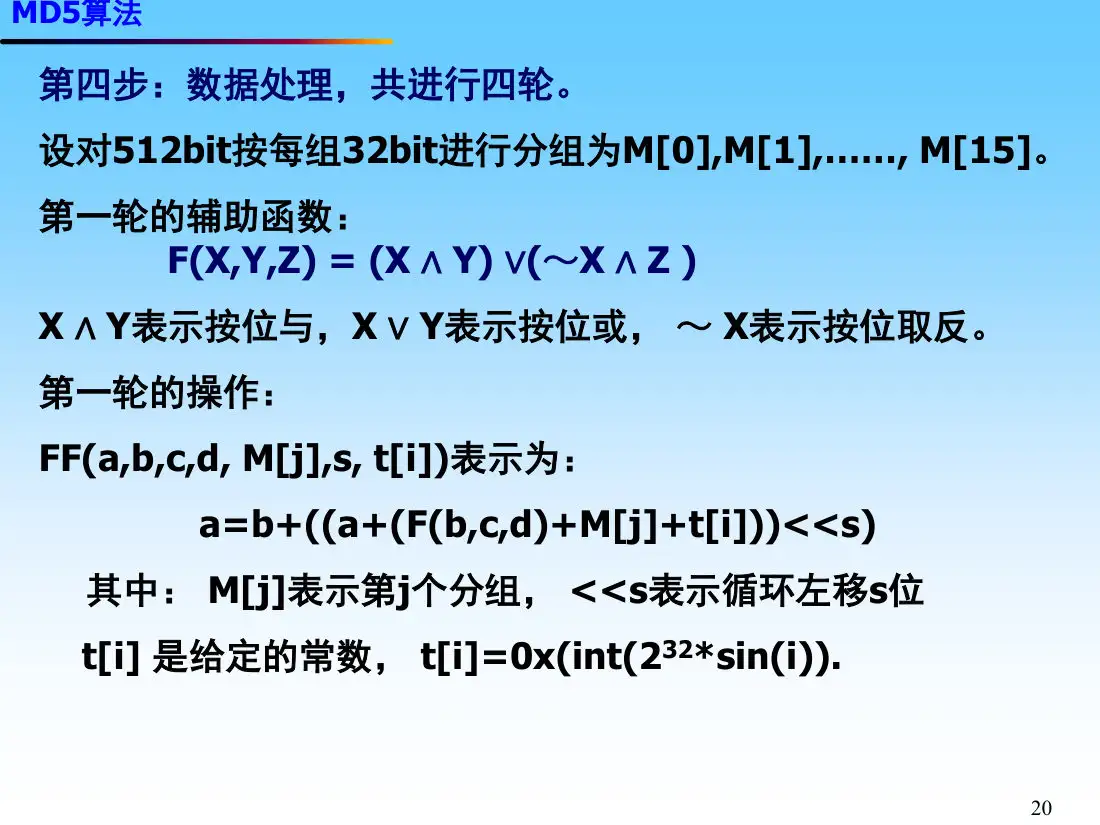 MD5算法
第四步：数据处理，共进行四轮。
设对512bit按每组32bit进行分组为M[0],M[1],……, M[15]。
第一轮的辅助函数：
F(X,Y,Z) = (X ∧ Y) ∨(～X ∧ Z )
X ∧ Y表示按位与，X ∨ Y表示按位或， ～ X表示按位取反。
第一轮的操作：
FF(a,b,c,d, M[j],s, t[i])表示为：
a=b+((a+(F(b,c,d)+M[j]+t[i]))<<s)
其中： M[j]表示第j个分组， <<s表示循环左移s位
t[i] 是给定的常数， t[i]=0x(int(2³²*sin(i)).
20